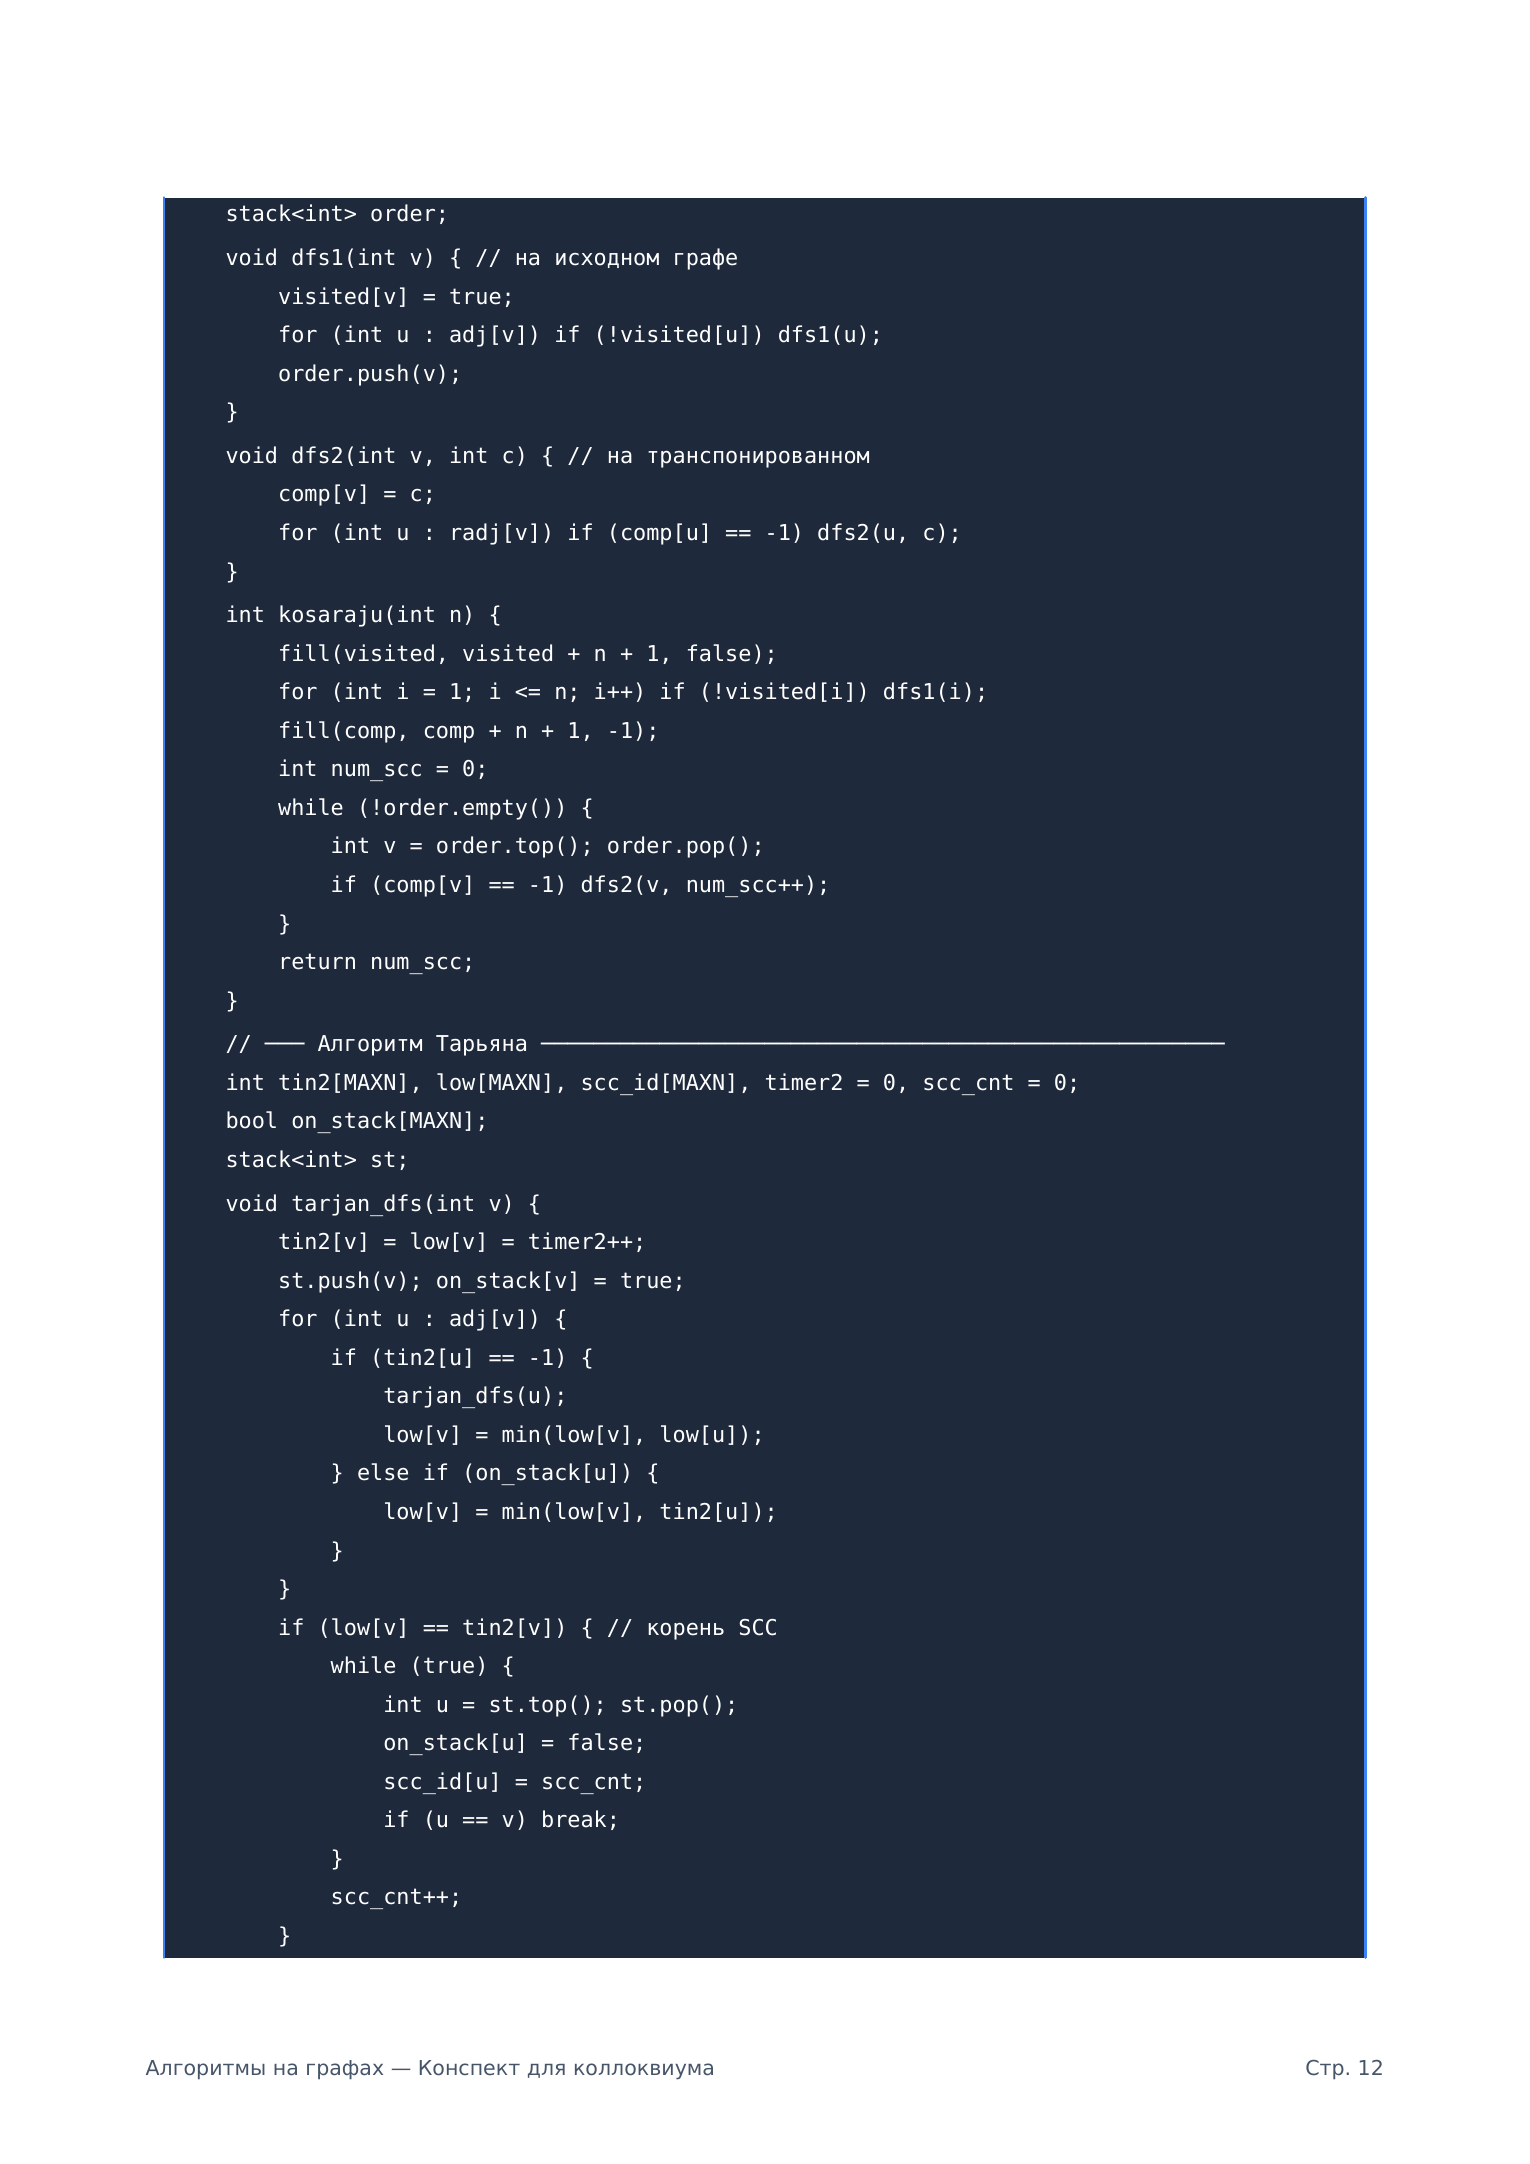 stack<int> order;
void dfs1(int v) { // на исходном графе
    visited[v] = true;
    for (int u : adj[v]) if (!visited[u]) dfs1(u);
    order.push(v);
}
void dfs2(int v, int c) { // на транспонированном
    comp[v] = c;
    for (int u : radj[v]) if (comp[u] == -1) dfs2(u, c);
}
int kosaraju(int n) {
    fill(visited, visited + n + 1, false);
    for (int i = 1; i <= n; i++) if (!visited[i]) dfs1(i);
    fill(comp, comp + n + 1, -1);
    int num_scc = 0;
    while (!order.empty()) {
        int v = order.top(); order.pop();
        if (comp[v] == -1) dfs2(v, num_scc++);
    }
    return num_scc;
}
// ─── Алгоритм Тарьяна ────────────────────────────────────────────────────
int tin2[MAXN], low[MAXN], scc_id[MAXN], timer2 = 0, scc_cnt = 0;
bool on_stack[MAXN];
stack<int> st;
void tarjan_dfs(int v) {
    tin2[v] = low[v] = timer2++;
    st.push(v); on_stack[v] = true;
    for (int u : adj[v]) {
        if (tin2[u] == -1) {
            tarjan_dfs(u);
            low[v] = min(low[v], low[u]);
        } else if (on_stack[u]) {
            low[v] = min(low[v], tin2[u]);
        }
    }
    if (low[v] == tin2[v]) { // корень SCC
        while (true) {
            int u = st.top(); st.pop();
            on_stack[u] = false;
            scc_id[u] = scc_cnt;
            if (u == v) break;
        }
        scc_cnt++;
    }
Алгоритмы на графах — Конспект для коллоквиума Стр. 12